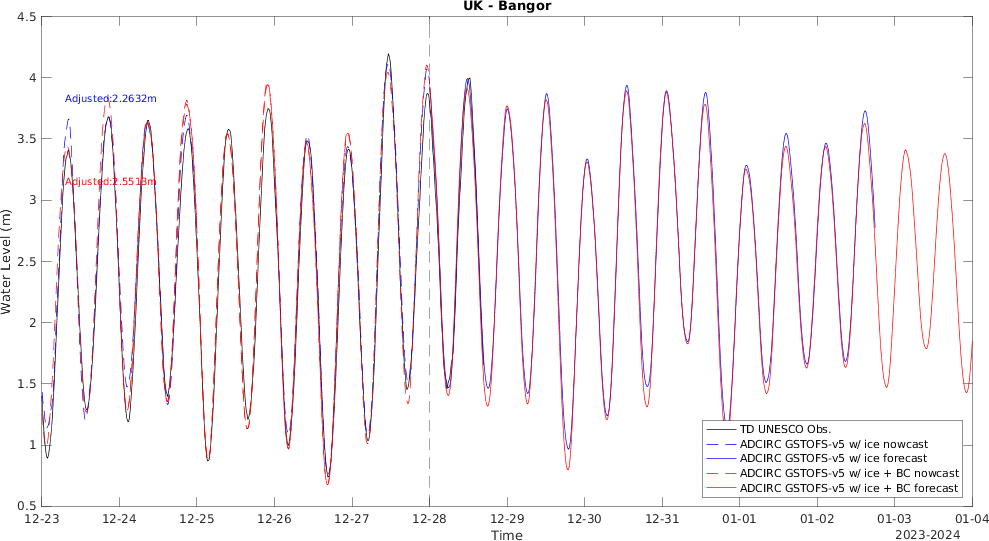 UK - Bangor
4.5
4
3.5
3
2.5
2
1.5
1
0.5
Water Level (m)
Adjusted:2.2632m
Adjusted:2.5513m
TD UNESCO Obs.
ADCIRC GSTOFS-v5 w/ ice nowcast
ADCIRC GSTOFS-v5 w/ ice forecast
ADCIRC GSTOFS-v5 w/ ice + BC nowcast
ADCIRC GSTOFS-v5 w/ ice + BC forecast
12-23 12-24 12-25 12-26 12-27 12-28 12-29 12-30 12-31 01-01 01-02 01-03 01-04
Time
2023-2024